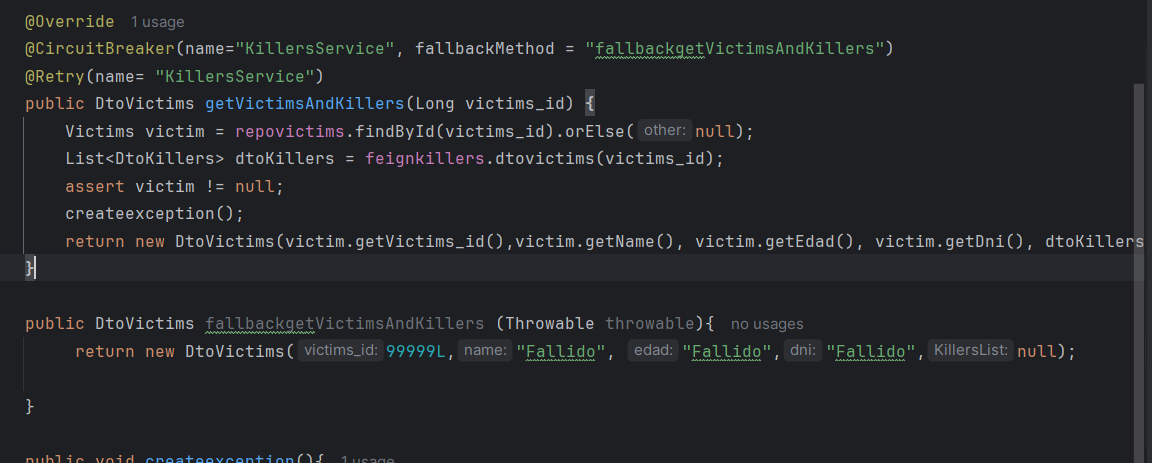 @Override 1 usage
@CircuitBreaker(name="KillersService", fallbackMethod = "fallbackgetVictimsAndKillers")
@Retry(name= "KillersService")
public DtoVictims getVictimsAndKillers(Long victims_id) {
Victims victim = repovictims.findById(victims_id).orElse( other: null);
List<DtoKillers> dtoKillers = feignkillers.dtovictims(victims_id);
assert victim != null;
createexception();
return new DtoVictims(victim.getVictims_id(),victim.getName(), victim.getEdad(), victim.getDni(), dtoKillers
}
public DtoVictims fallbackgetVictimsAndKillers (Throwable throwable){ no usages
return new DtoVictims( victims_id: 99999L, name: "Fallido", edad: "Fallido", dni: "Fallido", KillersList: null);
}
public void createexception(){ 1 usage